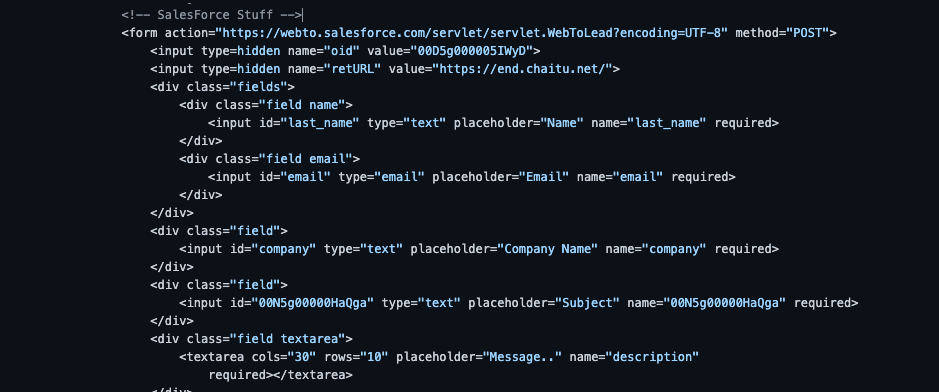 <!-- SalesForce Stuff -->
<form action="https://webto.salesforce.com/servlet/servlet.WebToLead?encoding=UTF-8" method="POST">
<input type=hidden name="oid" value="00D5g000005IWyD">
<input type=hidden name="retURL" value="https://end.chaitu.net/">
<div class="fields">
<div class="field name">
<input id="last_name" type="text" placeholder="Name" name="last_name" required>
</div>
<div class="field email">
<input id="email" type="email" placeholder="Email" name="email" required>
</div>
</div>
<div class="field">
<input id="company" type="text" placeholder="Company Name" name="company" required>
</div>
<div class="field">
<input id="00N5g00000HaQga" type="text" placeholder="Subject" name="00N5g00000HaQga" required>
</div>
<div class="field textarea">
<textarea cols="30" rows="10" placeholder="Message.." name="description"
required></textarea>
</div>